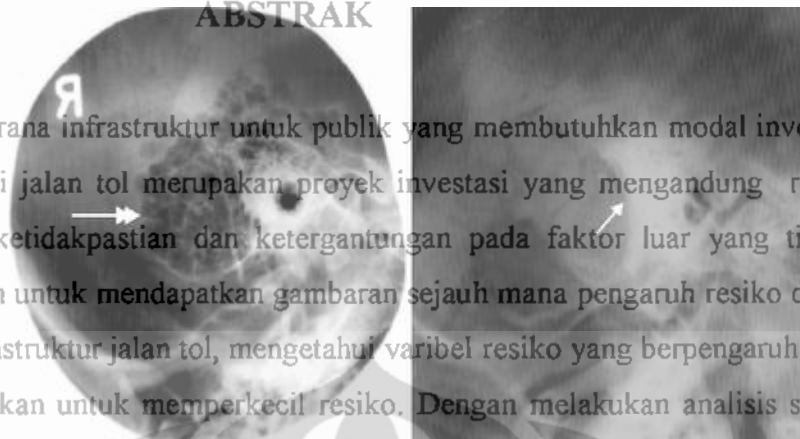 ABSTRAK
R
rana infrastruktur untuk publik yang membutuhkan modal inve
i jalan tol merupakan proyek investasi yang mengandung r
ketidakpastian dan ketergantungan pada faktor luar yang ti
n untuk mendapatkan gambaran sejauh mana pengaruh resiko d
astruktur jalan tol, mengetahui varibel resiko yang berpengaruh
kan untuk memperkecil resiko. Dengan melakukan analisis s